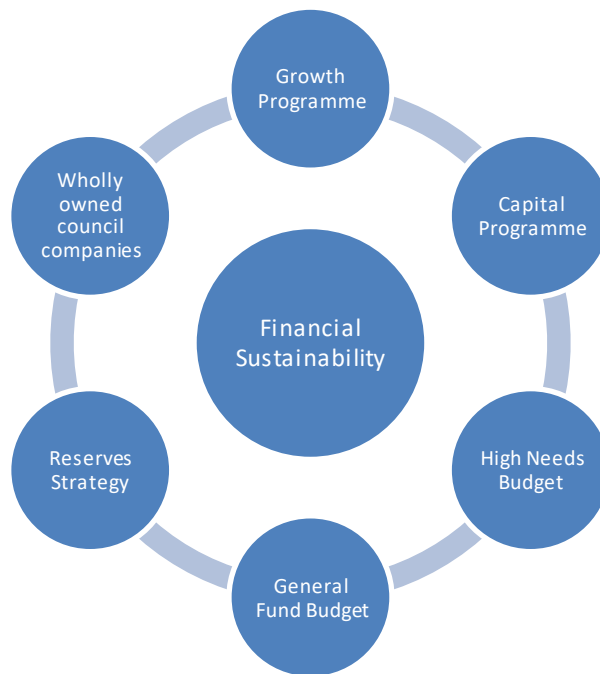 Growth
Programme
Capital
Programme
High Needs
Budget
General
Fund Budget
Reserves
Strategy
Wholly
owned
council
companies
Financial
Sustainability